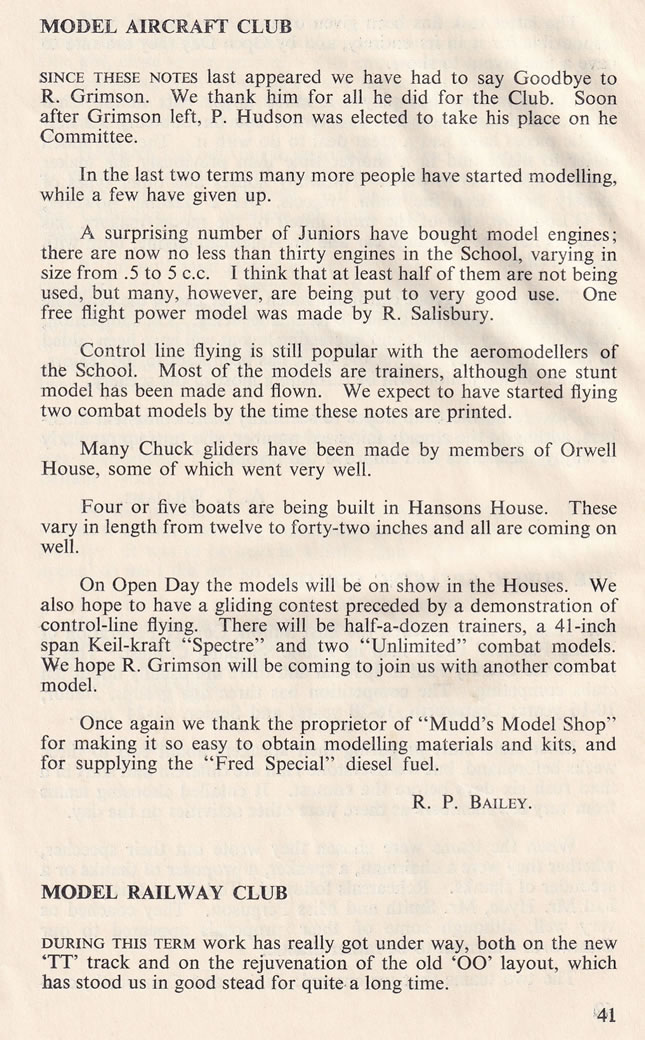 MODEL AIRCRAFT CLUB
SINCE THESE NOTES last appeared we have had to say Goodbye to
R. Grimson. We thank him for all he did for the Club. Soon
after Grimson left, P. Hudson was elected to take his place on he
Committee.
In the last two terms many more people have started modelling,
while a few have given up.
A surprising number of Juniors have bought model engines;
there are now no less than thirty engines in the School, varying in
size from .5 to 5 c.c. I think that at least half of them are not being
used, but many, however, are being put to very good use. One
free flight power model was made by R. Salisbury.
Control line flying is still popular with the aeromodellers of
the School. Most of the models are trainers, although one stunt
model has been made and flown. We expect to have started flying
two combat models by the time these notes are printed.
Many Chuck gliders have been made by members of Orwell
House, some of which went very well.
Four or five boats are being built in Hansons House. These
vary in length from twelve to forty-two inches and all are coming on
well.
On Open Day the models will be on show in the Houses. We
also hope to have a gliding contest preceded by a demonstration of
control-line flying. There will be half-a-dozen trainers, a 41-inch
span Keil-kraft "Spectre" and two "Unlimited" combat models.
We hope R. Grimson will be coming to join us with another combat
model.
Once again we thank the proprietor of "Mudd's Model Shop"
for making it so easy to obtain modelling materials and kits, and
for supplying the "Fred Special" diesel fuel.
R. P. BAILEY.
MODEL RAILWAY CLUB
DURING THIS TERM work has really got under way, both on the new
'TT' track and on the rejuvenation of the old 'OO' layout, which
has stood us in good stead for quite a long time.
41